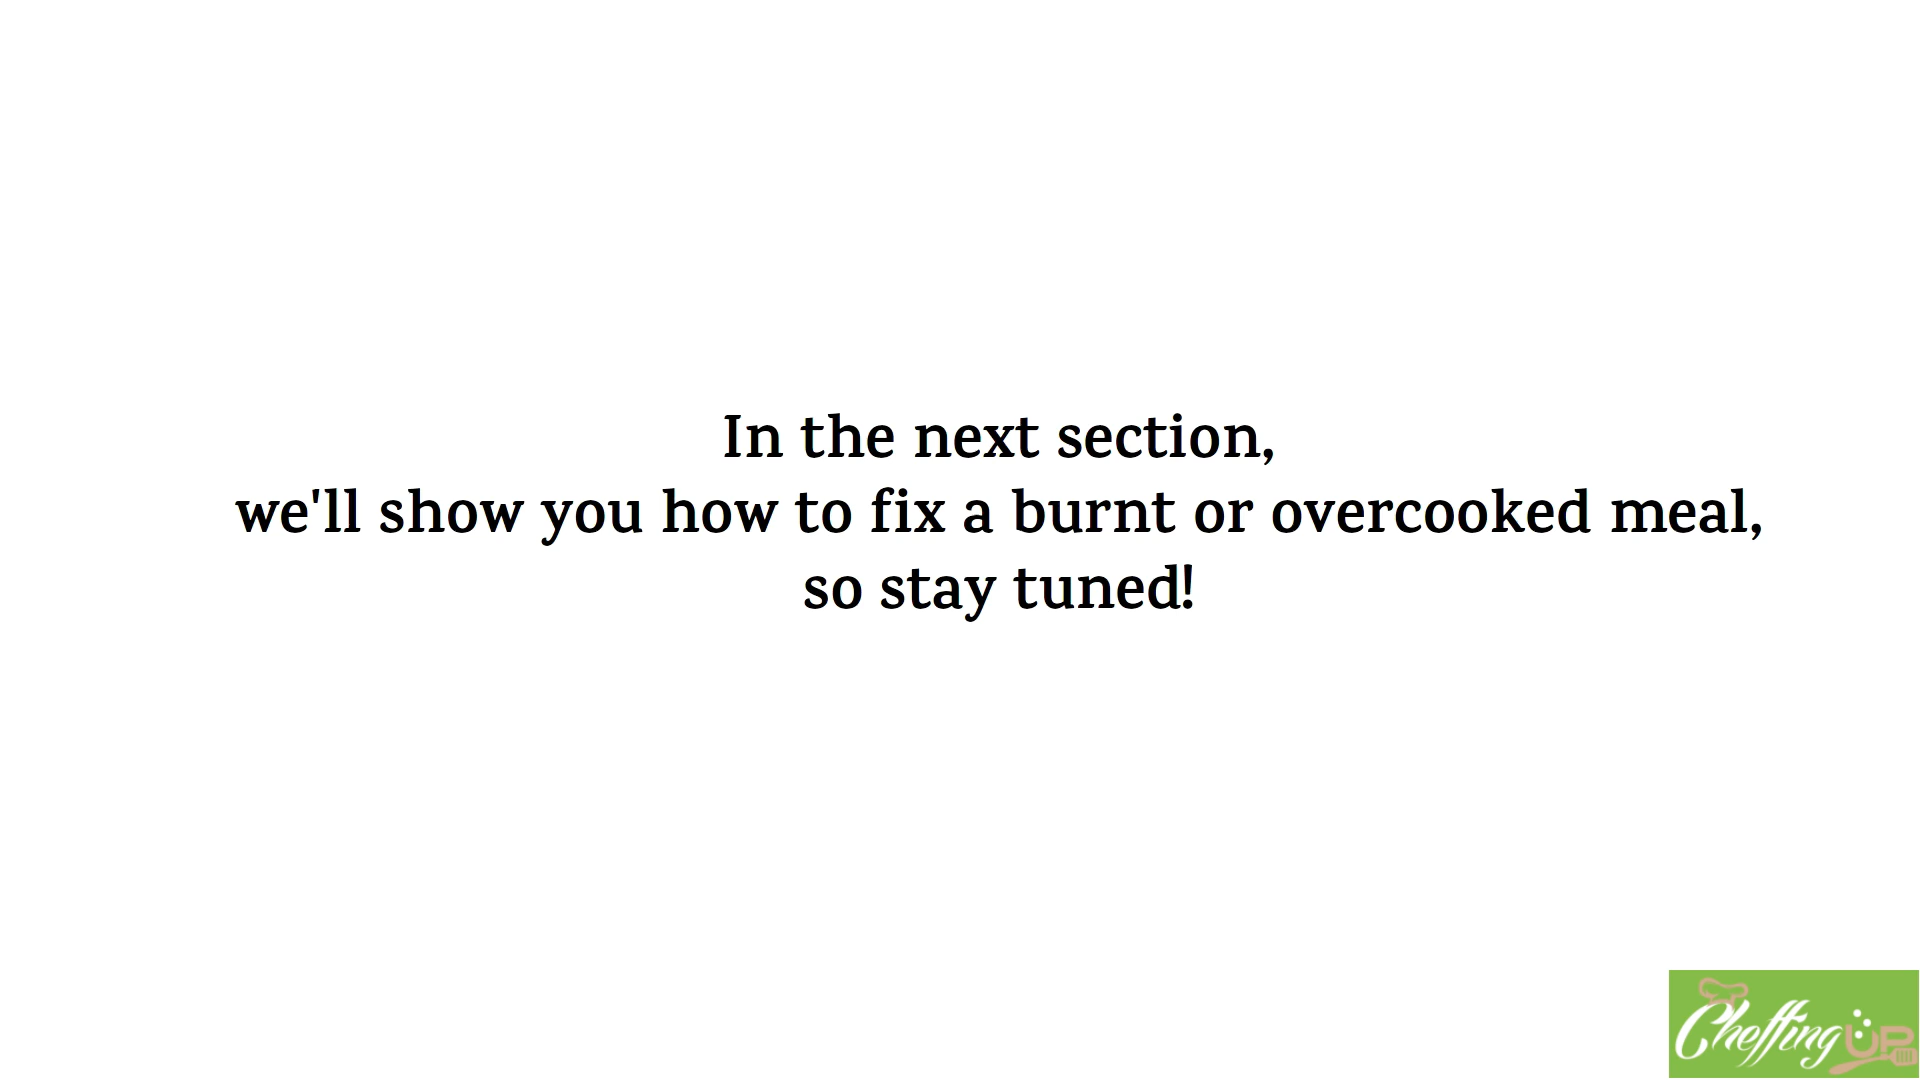 In the next section,
we'll show you how to fix a burnt or overcooked meal,
so stay tuned!
Cheffing UP